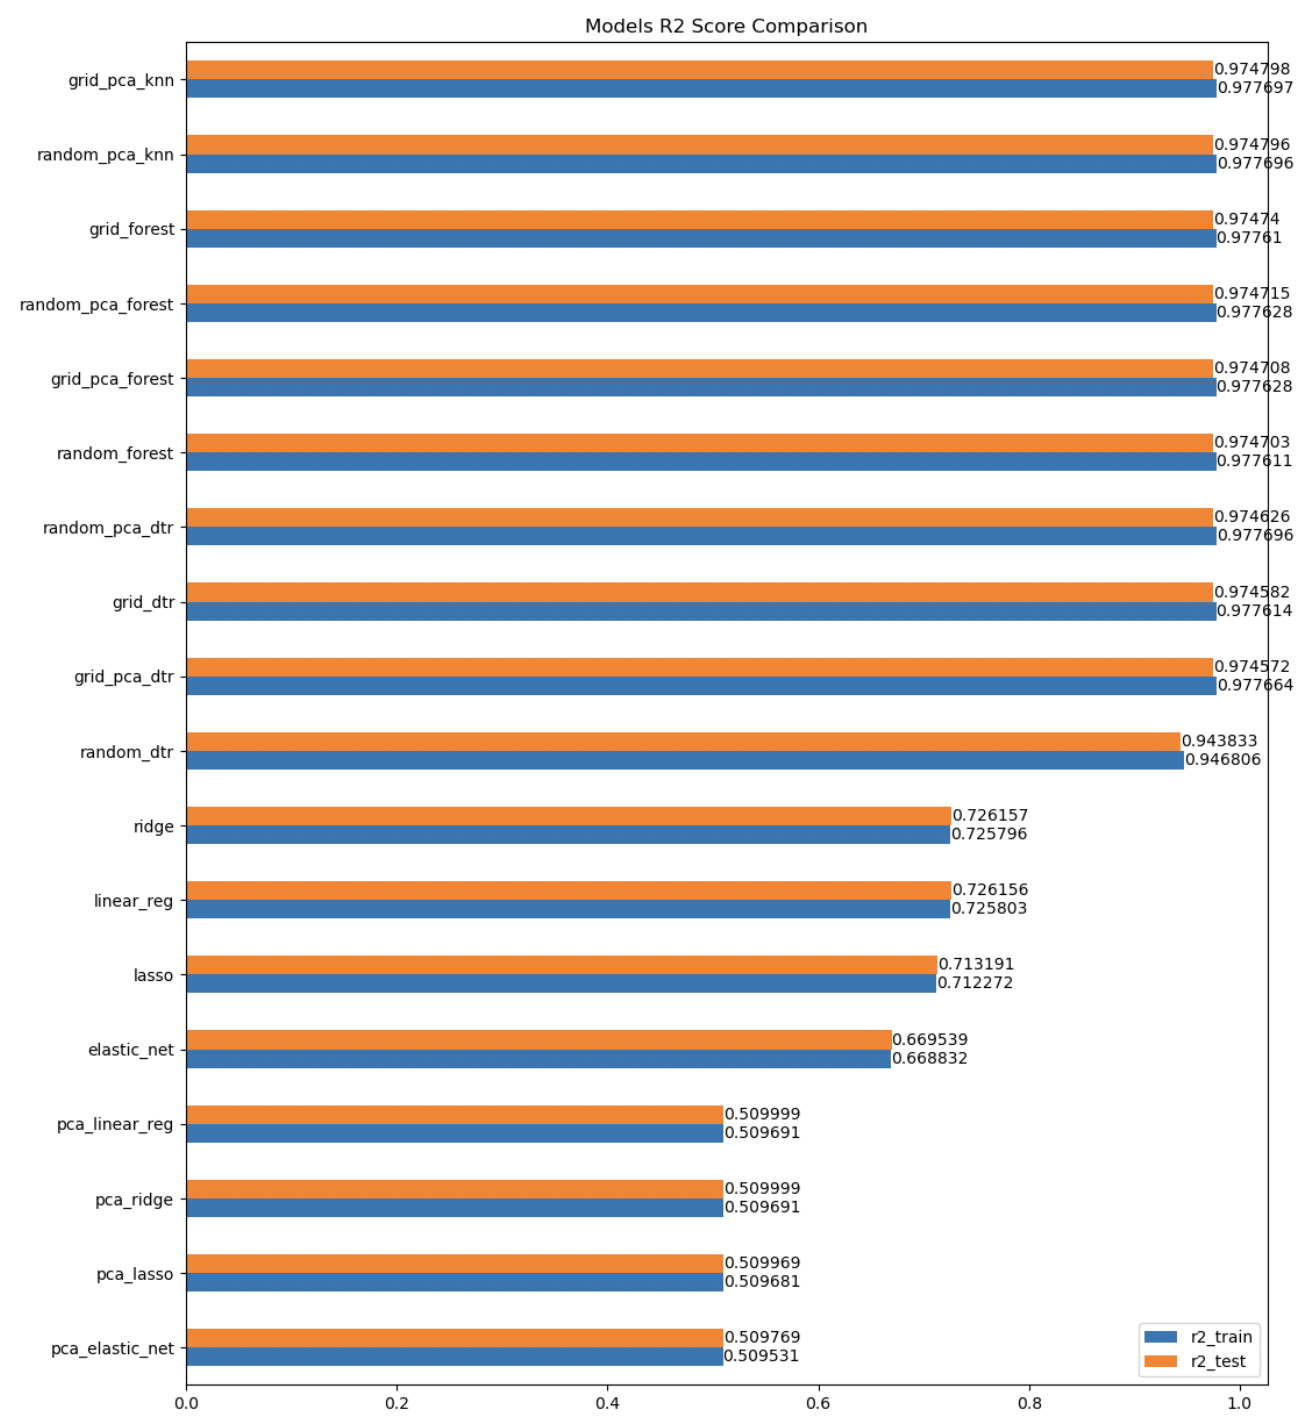 Models R2 Score Comparison
grid_pca_knn
0.974798
0.977697
random_pca_knn
0.974796
0.977696
grid_forest
0.97474
0.97761
random_pca_forest
0.974715
0.977628
grid_pca_forest
0.974708
0.977628
random_forest
0.974703
0.977611
random_pca_dtr
0.974626
0.977696
grid_dtr
0.974582
0.977614
grid_pca_dtr
0.974572
0.977664
random_dtr
0.943833
0.946806
ridge
0.726157
0.725796
linear_reg
0.726156
0.725803
lasso
0.713191
0.712272
elastic_net
0.669539
0.668832
pca_linear_reg
0.509999
0.509691
pca_ridge
0.509999
0.509691
pca_lasso
0.509969
0.509681
pca_elastic_net
0.509769
0.509531
r2_train
r2_test
0.0 0.2 0.4 0.6 0.8 1.0